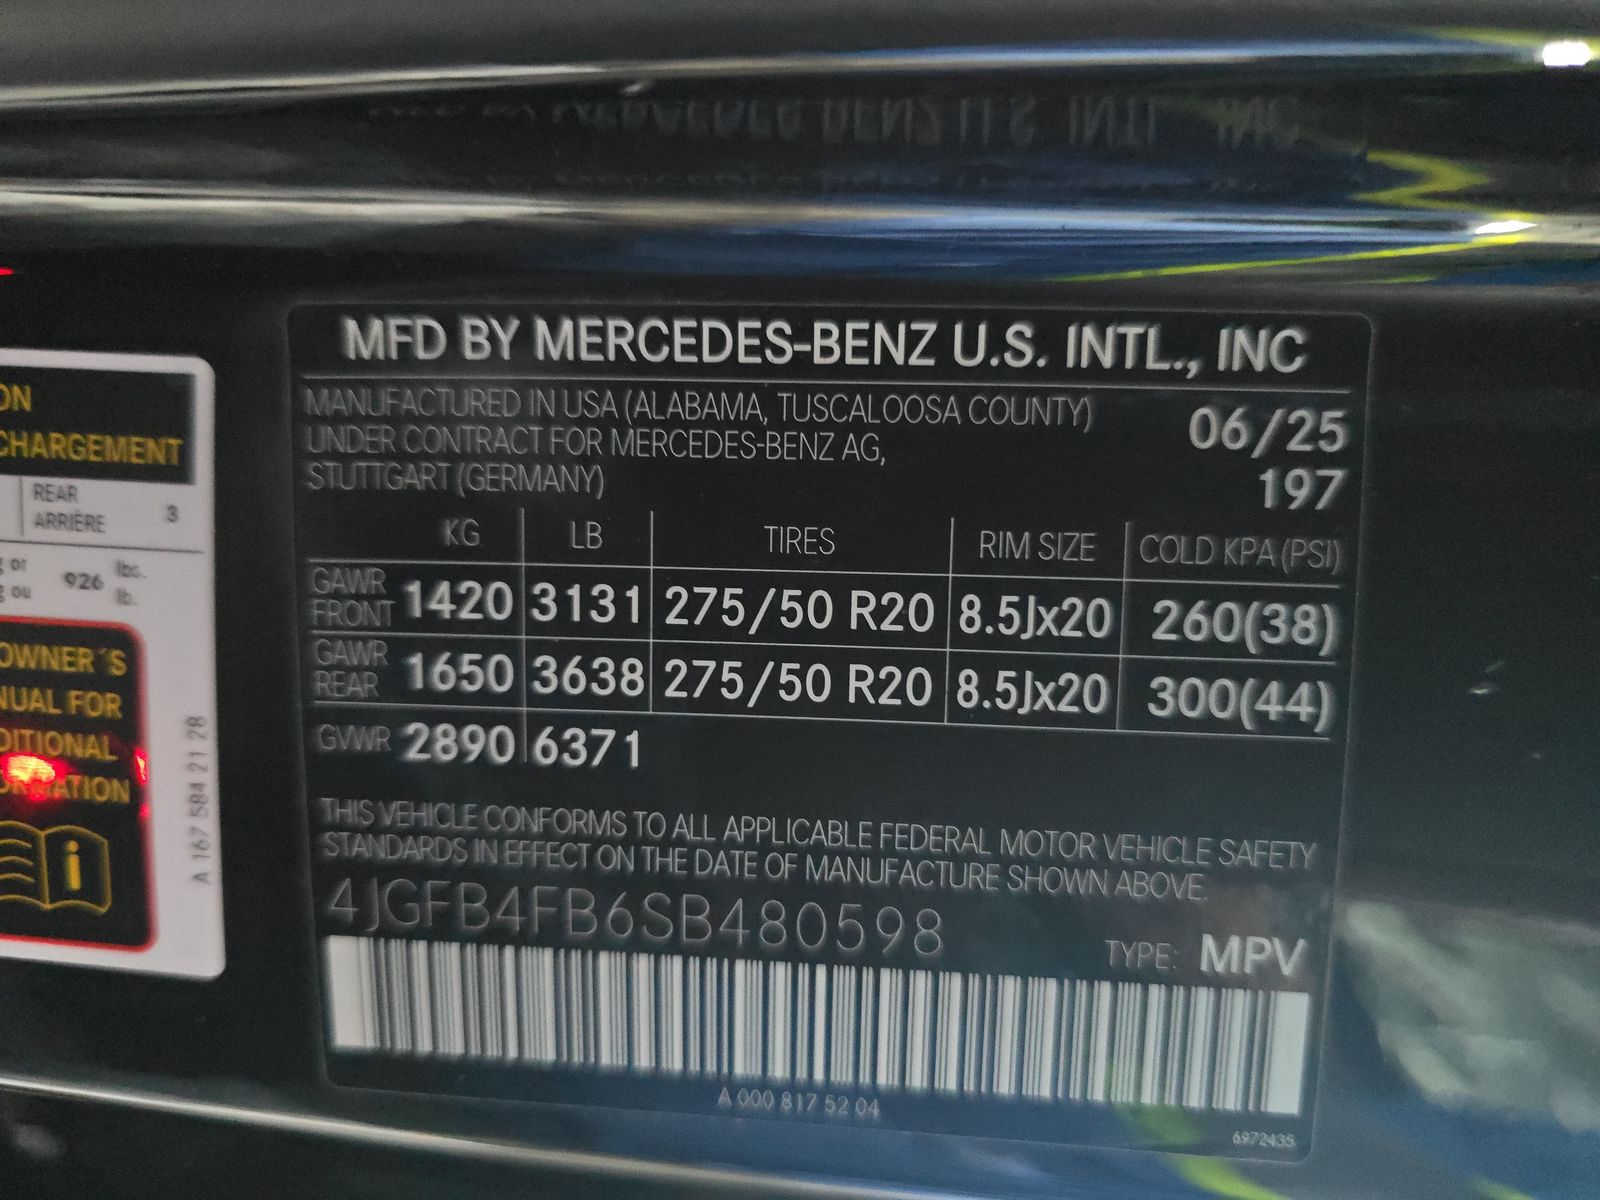 ON
CHARGEMENT
REAR
ARRIÈRE 3
g or
g ou 926 lbs.
lb.
OWNER´S
NUAL FOR
DITIONAL
ORMATION
i
A 167 584 21 28
MFD BY MERCEDES-BENZ U.S. INTL., INC
MANUFACTURED IN USA (ALABAMA, TUSCALOOSA COUNTY) 06/25
UNDER CONTRACT FOR MERCEDES-BENZ AG,
STUTTGART (GERMANY) 197
KG LB TIRES RIM SIZE COLD KPA (PSI)
GAWR FRONT 1420 3131 275/50 R20 8.5Jx20 260(38)
GAWR REAR 1650 3638 275/50 R20 8.5Jx20 300(44)
GVWR 2890 6371
THIS VEHICLE CONFORMS TO ALL APPLICABLE FEDERAL MOTOR VEHICLE SAFETY
STANDARDS IN EFFECT ON THE DATE OF MANUFACTURE SHOWN ABOVE.
4JGFB4FB6SB480598
TYPE: MPV
A 000 817 52 04
6972435